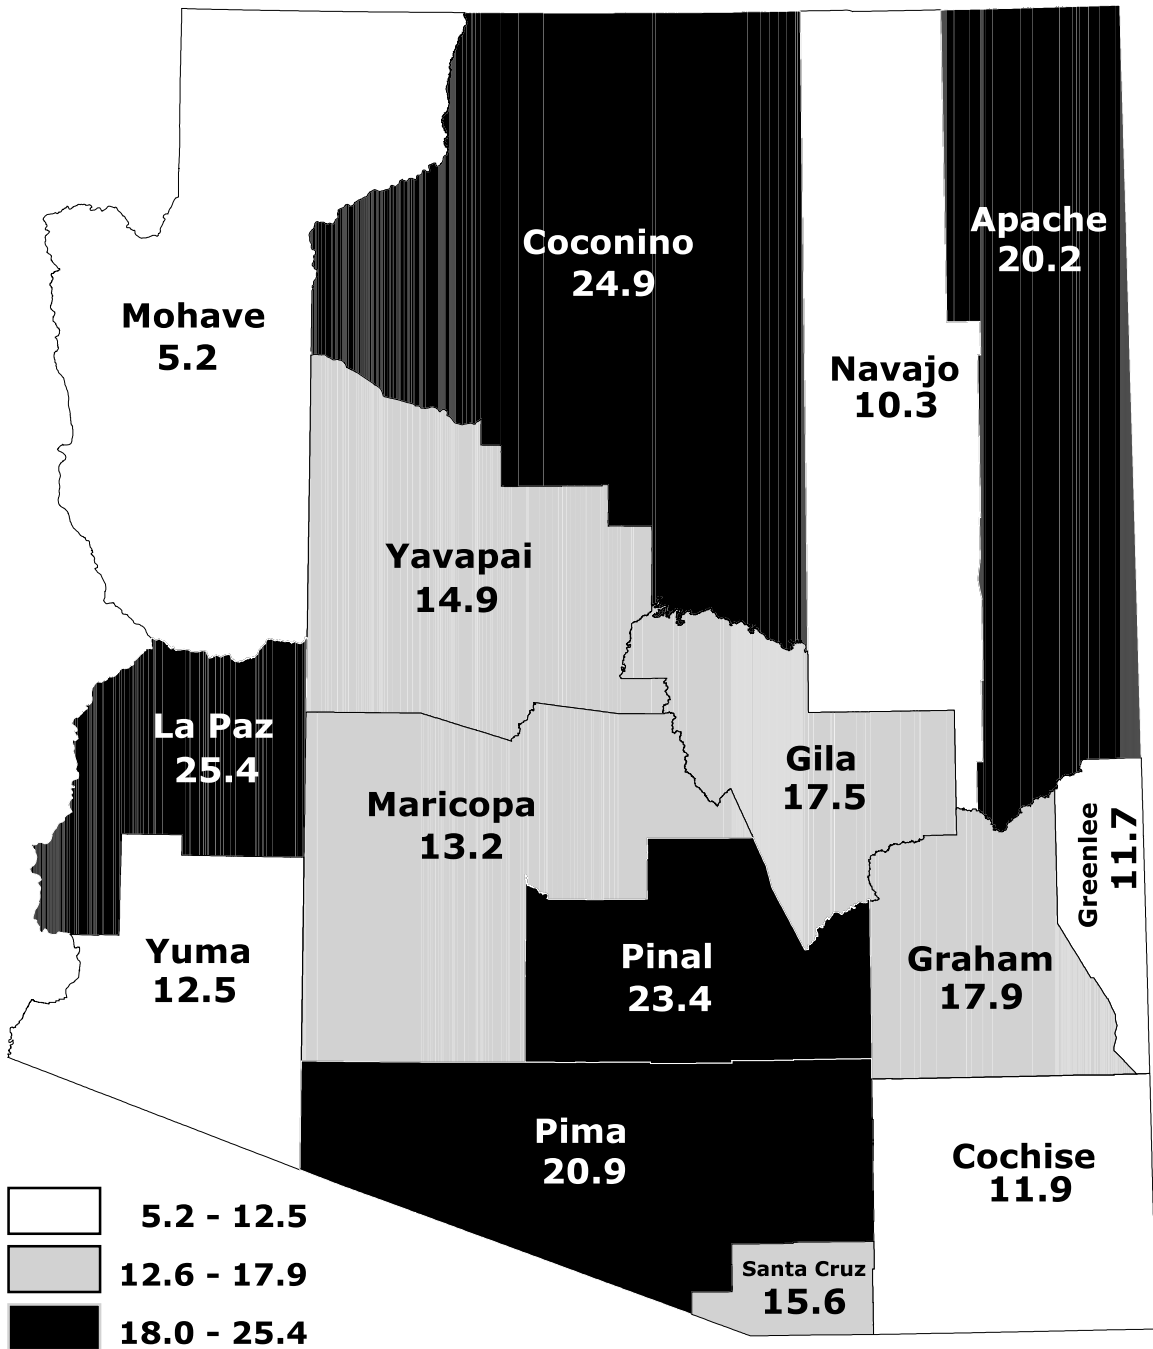 Coconino
24.9
Apache
20.2
Mohave
5.2
Navajo
10.3
Yavapai
14.9
La Paz
25.4
Maricopa
13.2
Gila
17.5
Greenlee
11.7
Yuma
12.5
Pinal
23.4
Graham
17.9
Pima
20.9
Cochise
11.9
Santa Cruz
15.6
5.2 - 12.5
12.6 - 17.9
18.0 - 25.4